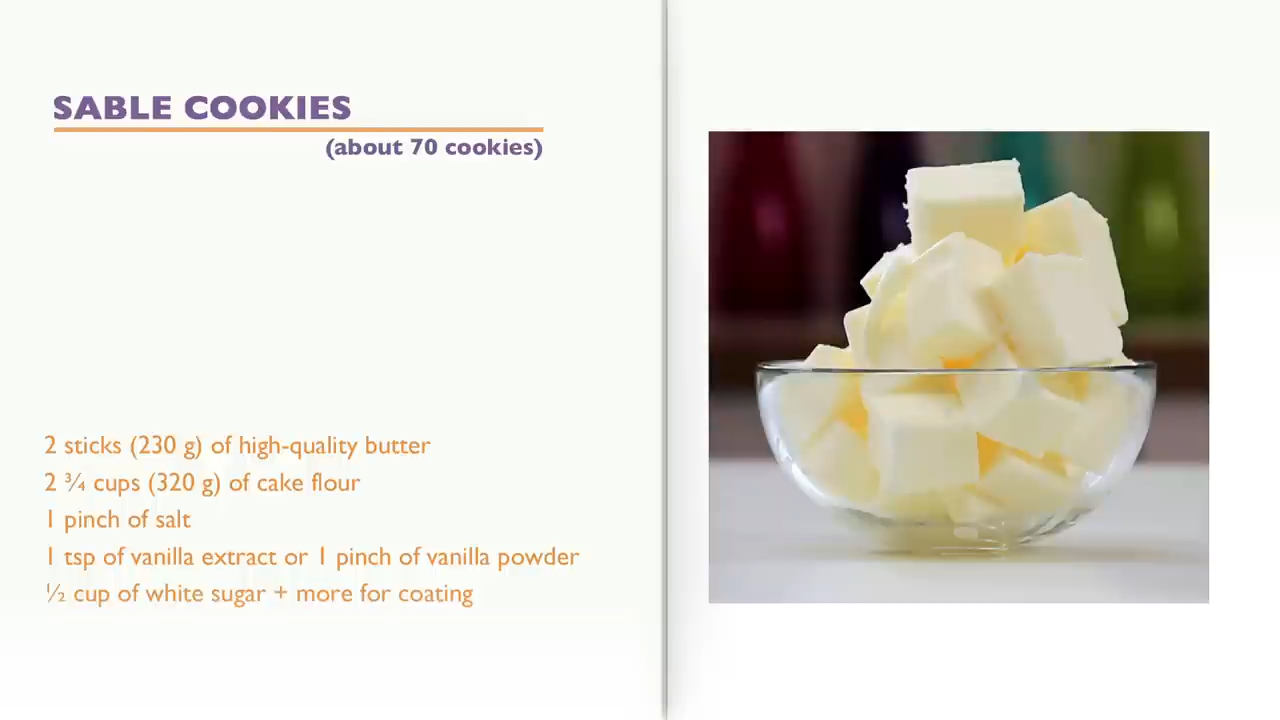 SABLE COOKIES
(about 70 cookies)
2 sticks (230 g) of high-quality butter
2 ¾ cups (320 g) of cake flour
1 pinch of salt
1 tsp of vanilla extract or 1 pinch of vanilla powder
½ cup of white sugar + more for coating